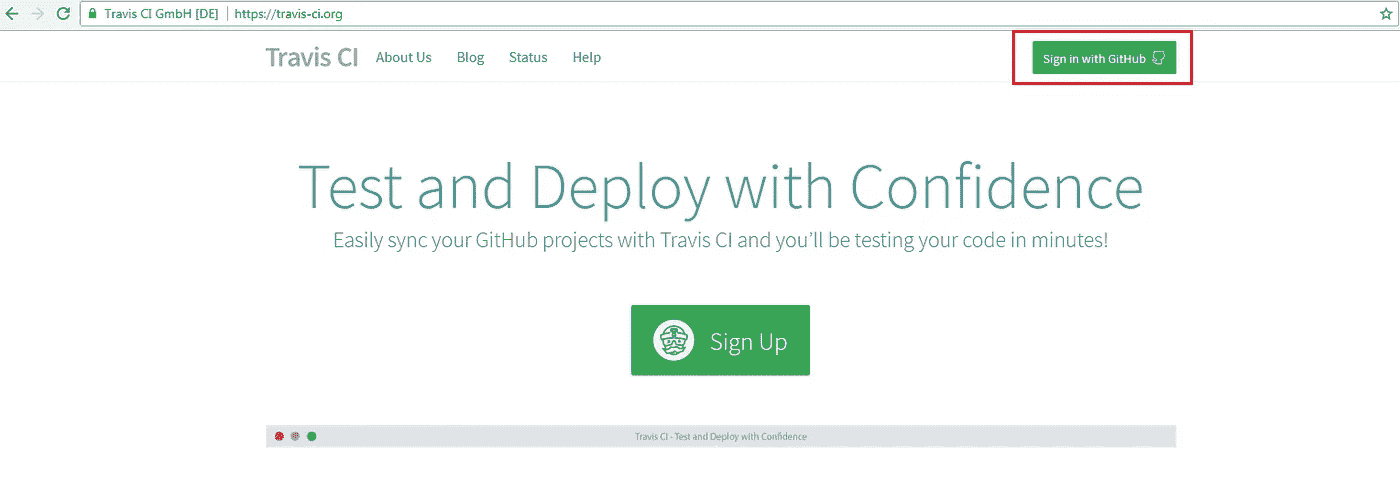 Travis CI GmbH [DE] https://travis-ci.org
Travis CI About Us Blog Status Help Sign in with GitHub
Test and Deploy with Confidence
Easily sync your GitHub projects with Travis CI and you’ll be testing your code in minutes!
Sign Up
Travis CI - Test and Deploy with Confidence